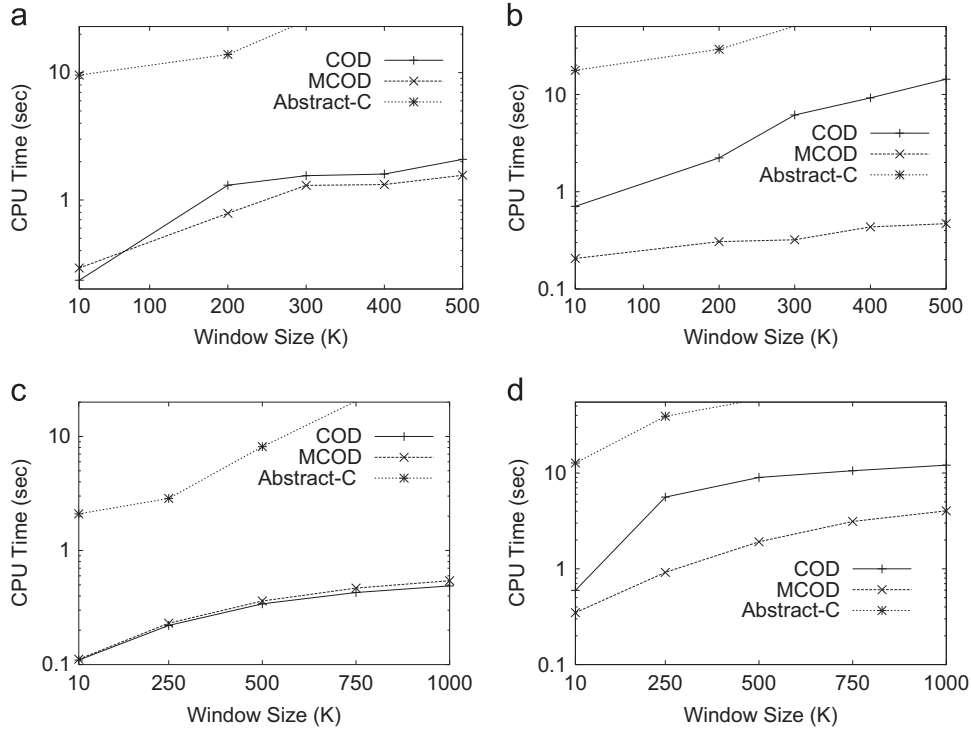 a
10
1
CPU Time (sec)
COD
MCOD
Abstract-C
10 100 200 300 400 500
Window Size (K)
b
10
1
0.1
CPU Time (sec)
COD
MCOD
Abstract-C
10 100 200 300 400 500
Window Size (K)
c
10
1
0.1
CPU Time (sec)
COD
MCOD
Abstract-C
10 250 500 750 1000
Window Size (K)
d
10
1
0.1
CPU Time (sec)
COD
MCOD
Abstract-C
10 250 500 750 1000
Window Size (K)